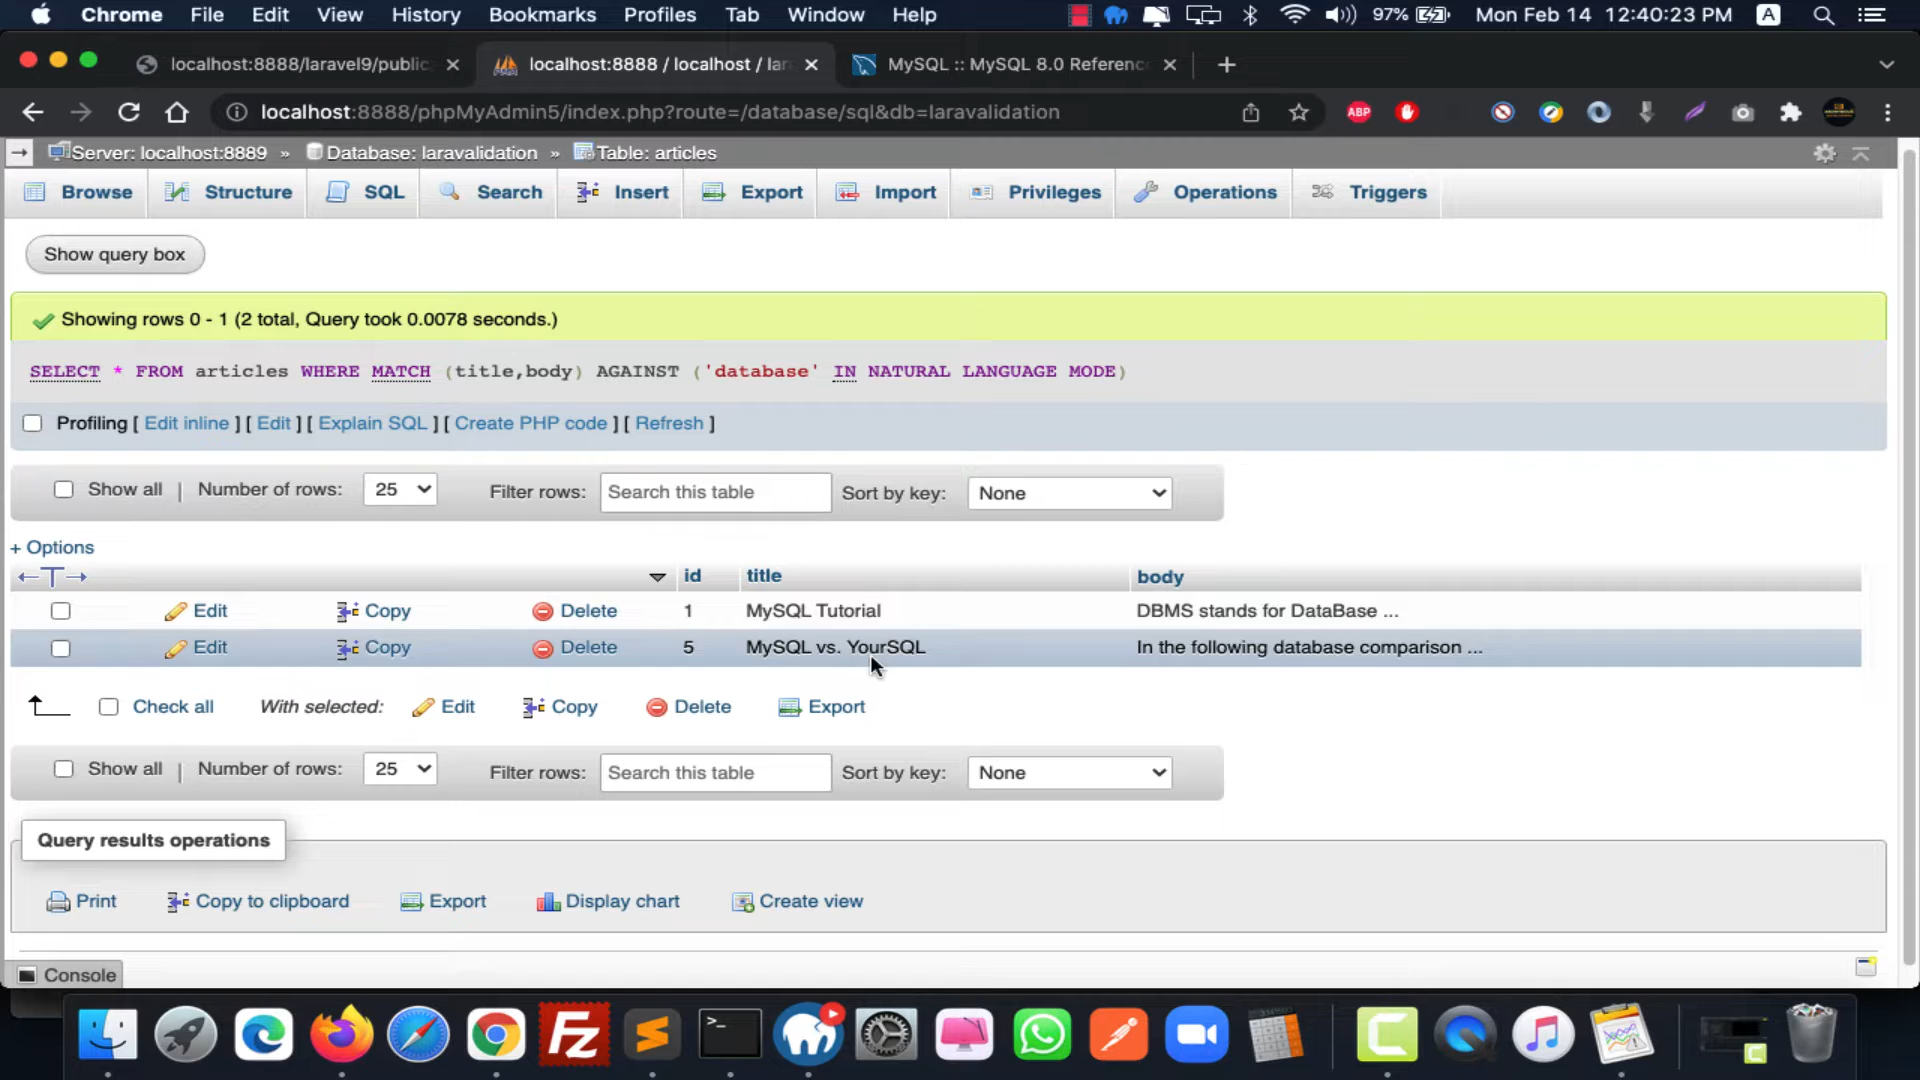 Chrome File Edit View History Bookmarks Profiles Tab Window Help 97% Mon Feb 14 12:40:23 PM A
localhost:8888/laravel9/public localhost:8888 / localhost / lar MySQL :: MySQL 8.0 Referenc
localhost:8888/phpMyAdmin5/index.php?route=/database/sql&db=laravalidation ABP
Server: localhost:8889 » Database: laravalidation » Table: articles
Browse Structure SQL Search Insert Export Import Privileges Operations Triggers
Show query box
Showing rows 0 - 1 (2 total, Query took 0.0078 seconds.)
SELECT * FROM articles WHERE MATCH (title,body) AGAINST ('database' IN NATURAL LANGUAGE MODE)
Profiling [ Edit inline ] [ Edit ] [ Explain SQL ] [ Create PHP code ] [ Refresh ]
Show all | Number of rows: 25 Filter rows: Search this table Sort by key: None
+ Options
←T→ id title body
Edit Copy Delete 1 MySQL Tutorial DBMS stands for DataBase ...
Edit Copy Delete 5 MySQL vs. YourSQL In the following database comparison ...
Check all With selected: Edit Copy Delete Export
Show all | Number of rows: 25 Filter rows: Search this table Sort by key: None
Query results operations
Print Copy to clipboard Export Display chart Create view
Console